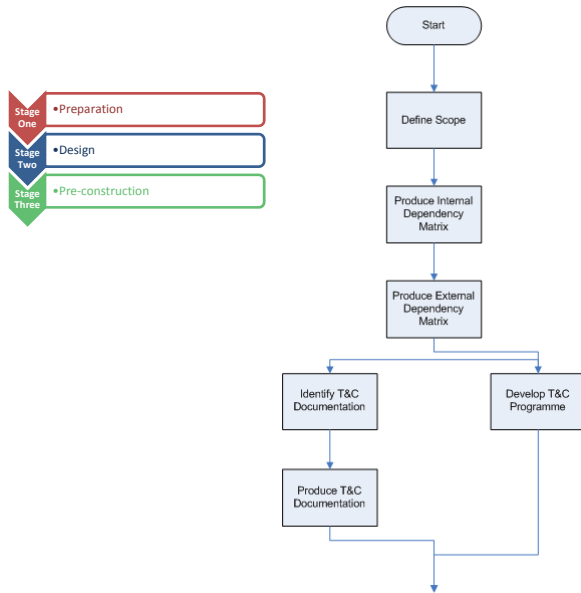 Stage
One
•Preparation
Stage
Two
•Design
Stage
Three
•Pre-construction
Start
Define Scope
Produce Internal
Dependency
Matrix
Produce External
Dependency
Matrix
Identify T&C
Documentation
Develop T&C
Programme
Produce T&C
Documentation